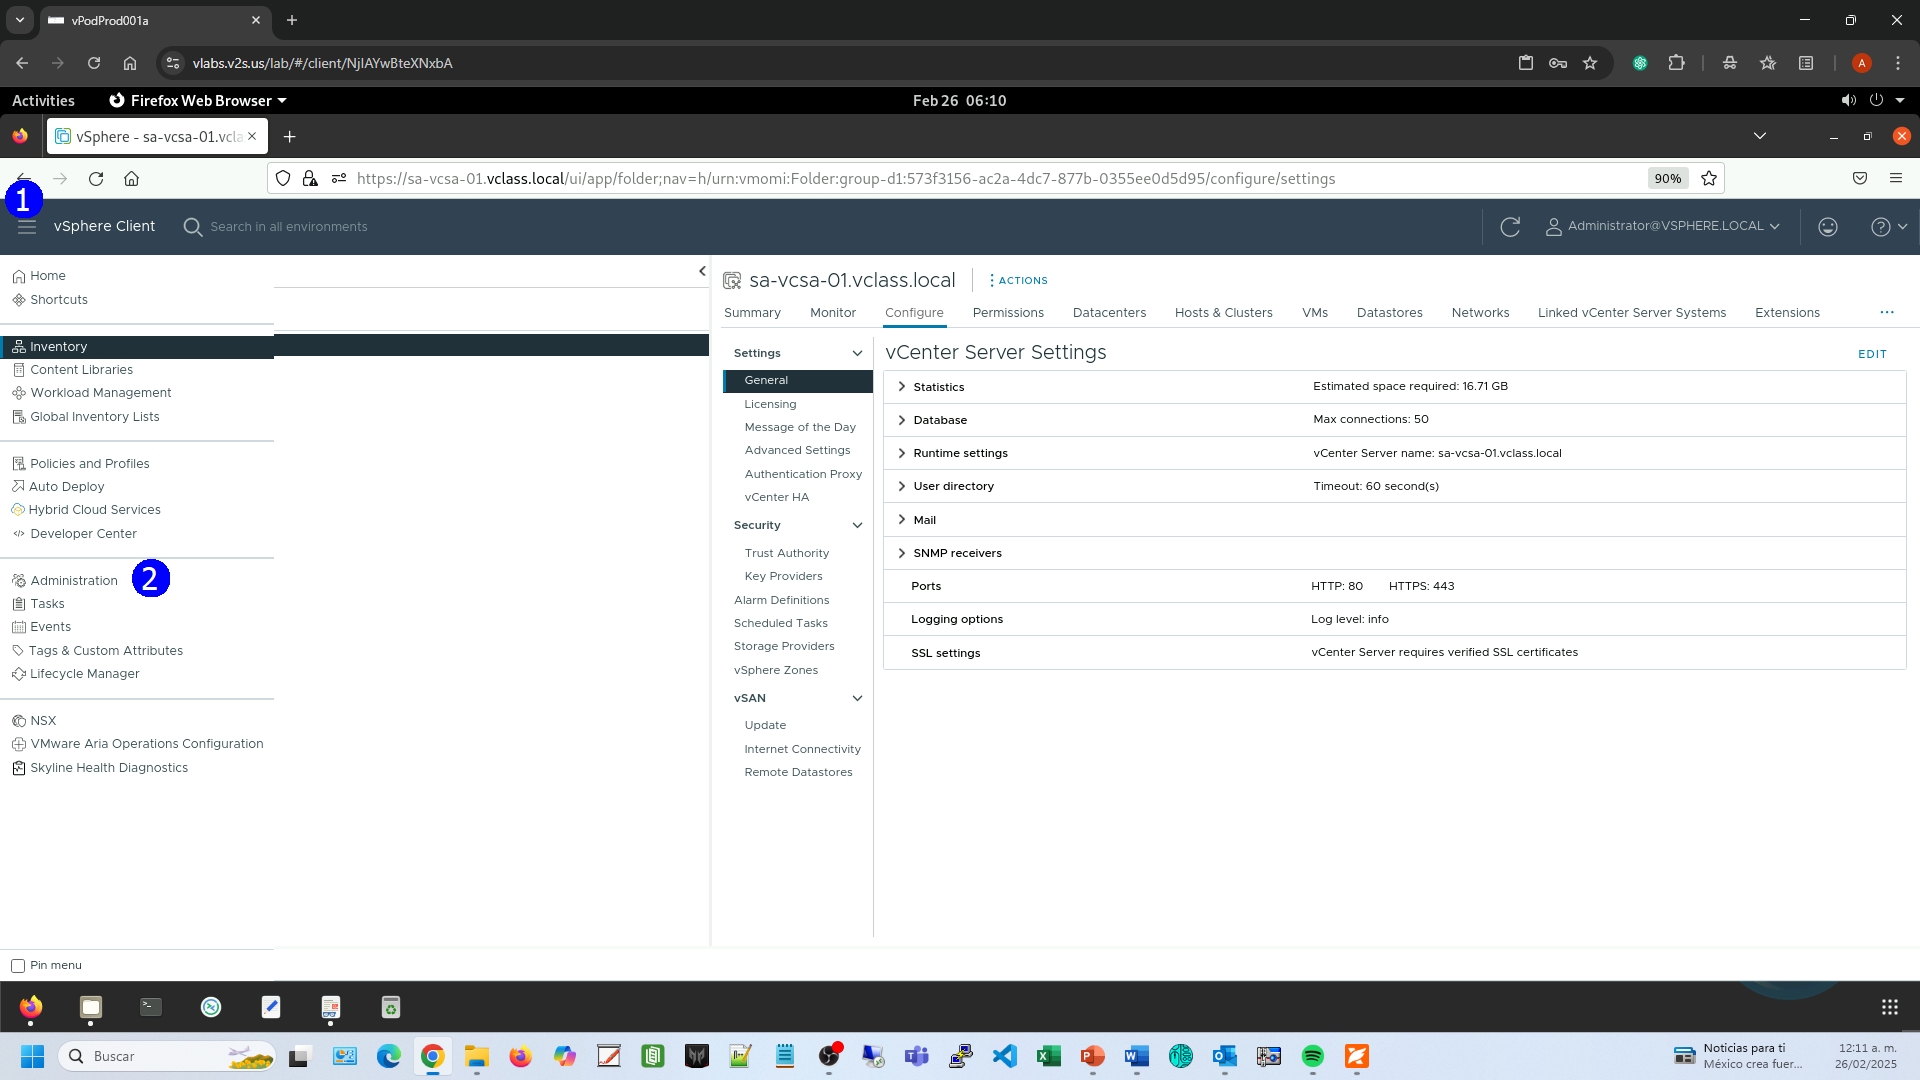 vPodProd001a
vlabs.v2s.us/lab/#/client/NjIAYwBteXNxbA
A
Activities
Firefox Web Browser
Feb 26 06:10
vSphere - sa-vcsa-01.vcla
https://sa-vcsa-01.vclass.local/ui/app/folder;nav=h/urn:vmomi:Folder:group-d1:573f3156-ac2a-4dc7-877b-0355ee0d5d95/configure/settings
90%
1
vSphere Client
Search in all environments
Administrator@VSPHERE.LOCAL
Home
Shortcuts
Inventory
Content Libraries
Workload Management
Global Inventory Lists
Policies and Profiles
Auto Deploy
Hybrid Cloud Services
Developer Center
Administration
2
Tasks
Events
Tags & Custom Attributes
Lifecycle Manager
NSX
VMware Aria Operations Configuration
Skyline Health Diagnostics
Pin menu
sa-vcsa-01.vclass.local
ACTIONS
Summary
Monitor
Configure
Permissions
Datacenters
Hosts & Clusters
VMs
Datastores
Networks
Linked vCenter Server Systems
Extensions
Settings
General
Licensing
Message of the Day
Advanced Settings
Authentication Proxy
vCenter HA
Security
Trust Authority
Key Providers
Alarm Definitions
Scheduled Tasks
Storage Providers
vSphere Zones
vSAN
Update
Internet Connectivity
Remote Datastores
vCenter Server Settings
EDIT
Statistics Estimated space required: 16.71 GB
Database Max connections: 50
Runtime settings vCenter Server name: sa-vcsa-01.vclass.local
User directory Timeout: 60 second(s)
Mail
SNMP receivers
Ports HTTP: 80 HTTPS: 443
Logging options Log level: info
SSL settings vCenter Server requires verified SSL certificates
Buscar
Noticias para ti
México crea fuer...
12:11 a. m.
26/02/2025